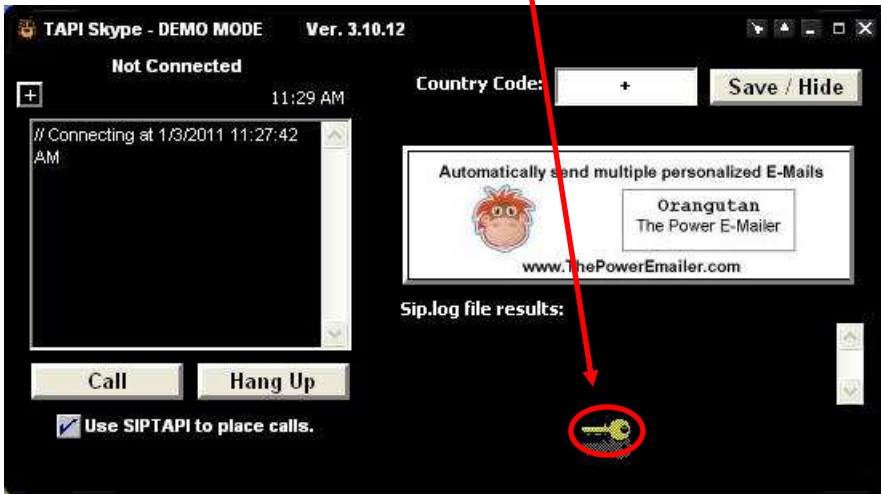 TAPI Skype - DEMO MODE Ver. 3.10.12
Not Connected
+
11:29 AM
// Connecting at 1/3/2011 11:27:42
AM
Call
Hang Up
Use SIPTAPI to place calls.
Country Code:
+
Save / Hide
Automatically send multiple personalized E-Mails
Orangutan
The Power E-Mailer
www.ThePowerEmailer.com
Sip.log file results: